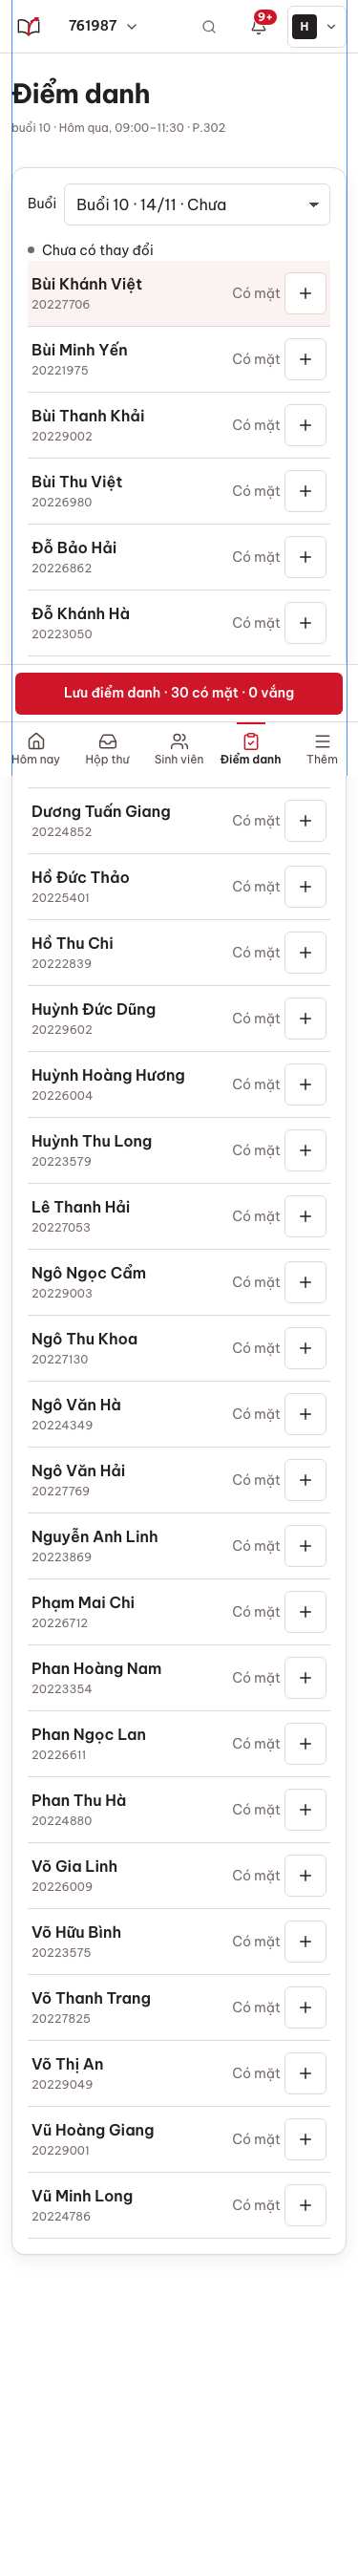 761987
9+
H
Điểm danh
buổi 10 · Hôm qua, 09:00–11:30 · P.302
Buổi
Buổi 10 · 14/11 · Chưa
Chưa có thay đổi
Bùi Khánh Việt
20227706
Có mặt
Bùi Minh Yến
20221975
Có mặt
Bùi Thanh Khải
20229002
Có mặt
Bùi Thu Việt
20226980
Có mặt
Đỗ Bảo Hải
20226862
Có mặt
Đỗ Khánh Hà
20223050
Có mặt
Lưu điểm danh · 30 có mặt · 0 vắng
Hôm nay
Hộp thư
Sinh viên
Điểm danh
Thêm
Dương Tuấn Giang
20224852
Có mặt
Hồ Đức Thảo
20225401
Có mặt
Hồ Thu Chi
20222839
Có mặt
Huỳnh Đức Dũng
20229602
Có mặt
Huỳnh Hoàng Hương
20226004
Có mặt
Huỳnh Thu Long
20223579
Có mặt
Lê Thanh Hải
20227053
Có mặt
Ngô Ngọc Cẩm
20229003
Có mặt
Ngô Thu Khoa
20227130
Có mặt
Ngô Văn Hà
20224349
Có mặt
Ngô Văn Hải
20227769
Có mặt
Nguyễn Anh Linh
20223869
Có mặt
Phạm Mai Chi
20226712
Có mặt
Phan Hoàng Nam
20223354
Có mặt
Phan Ngọc Lan
20226611
Có mặt
Phan Thu Hà
20224880
Có mặt
Võ Gia Linh
20226009
Có mặt
Võ Hữu Bình
20223575
Có mặt
Võ Thanh Trang
20227825
Có mặt
Võ Thị An
20229049
Có mặt
Vũ Hoàng Giang
20229001
Có mặt
Vũ Minh Long
20224786
Có mặt